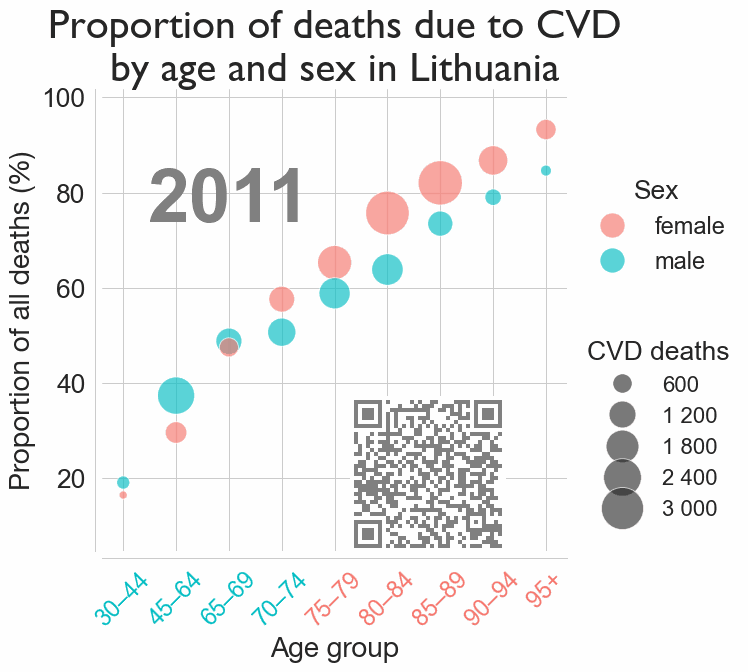 Proportion of deaths due to CVD
by age and sex in Lithuania
Proportion of all deaths (%)
100
80
60
40
20
2011
30–44
45–64
65–69
70–74
75–79
80–84
85–89
90–94
95+
Age group
Sex
female
male
CVD deaths
600
1 200
1 800
2 400
3 000